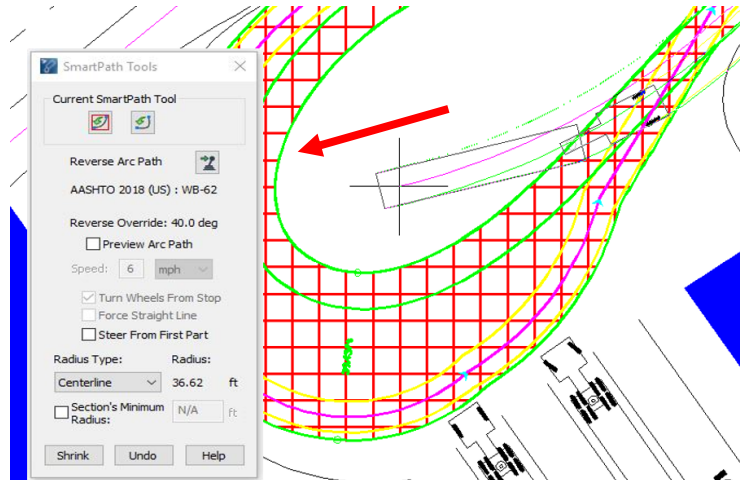 SmartPath Tools
Current SmartPath Tool
Reverse Arc Path
AASHTO 2018 (US) : WB-62
Reverse Override: 40.0 deg
Preview Arc Path
Speed: 6 mph
Turn Wheels From Stop
Force Straight Line
Steer From First Part
Radius Type: Radius:
Centerline 36.62 ft
Section's Minimum Radius: N/A ft
Shrink Undo Help